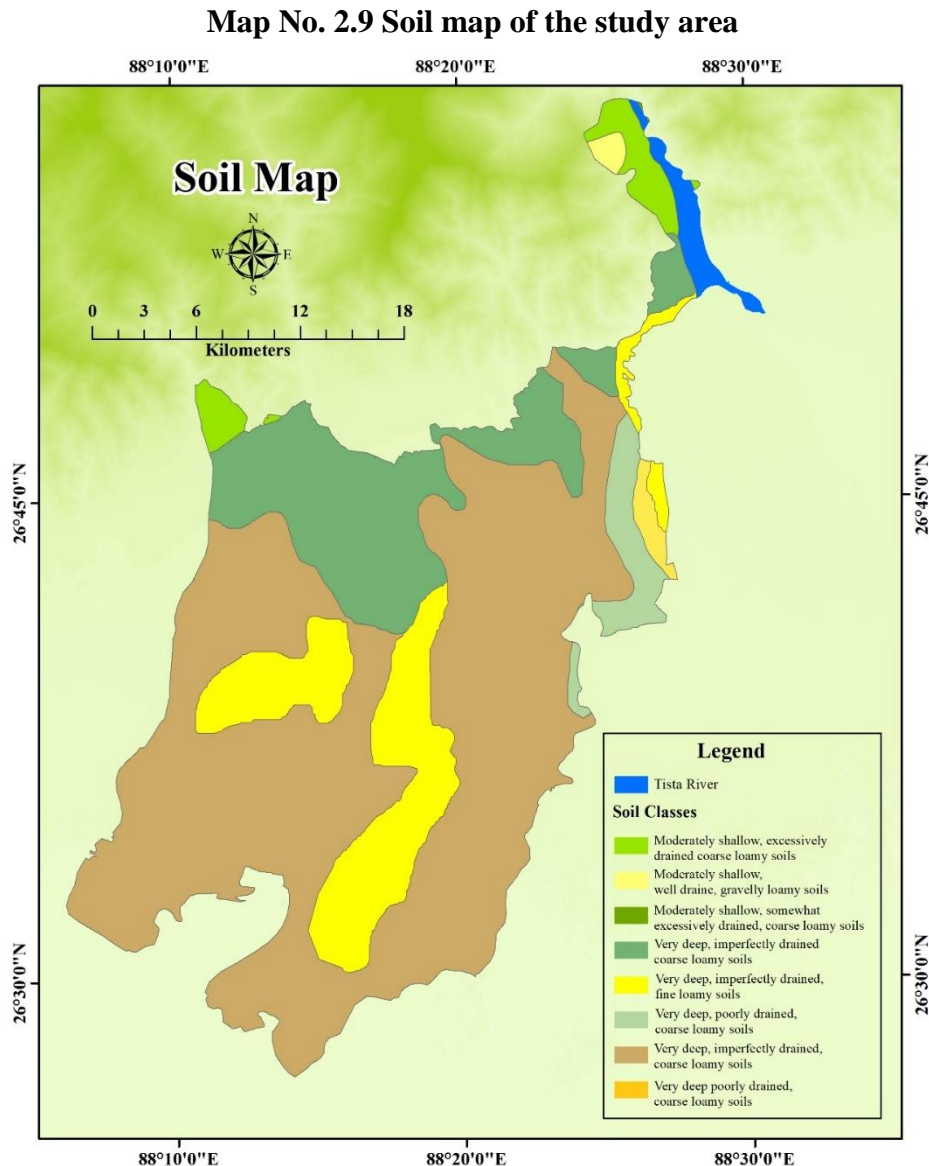 Map No. 2.9 Soil map of the study area
88°10'0"E 88°20'0"E 88°30'0"E
Soil Map
N
W E
S
0 3 6 12 18
Kilometers
26°45'0"N 26°45'0"N
Legend
Tista River
Soil Classes
Moderately shallow, excessively
drained coarse loamy soils
Moderately shallow,
well draine, gravelly loamy soils
Moderately shallow, somewhat
excessively drained, coarse loamy soils
Very deep, imperfectly drained
coarse loamy soils
Very deep, imperfectly drained,
fine loamy soils
Very deep, poorly drained,
coarse loamy soils
Very deep, imperfectly drained,
coarse loamy soils
Very deep poorly drained,
coarse loamy soils
26°30'0"N 26°30'0"N
88°10'0"E 88°20'0"E 88°30'0"E